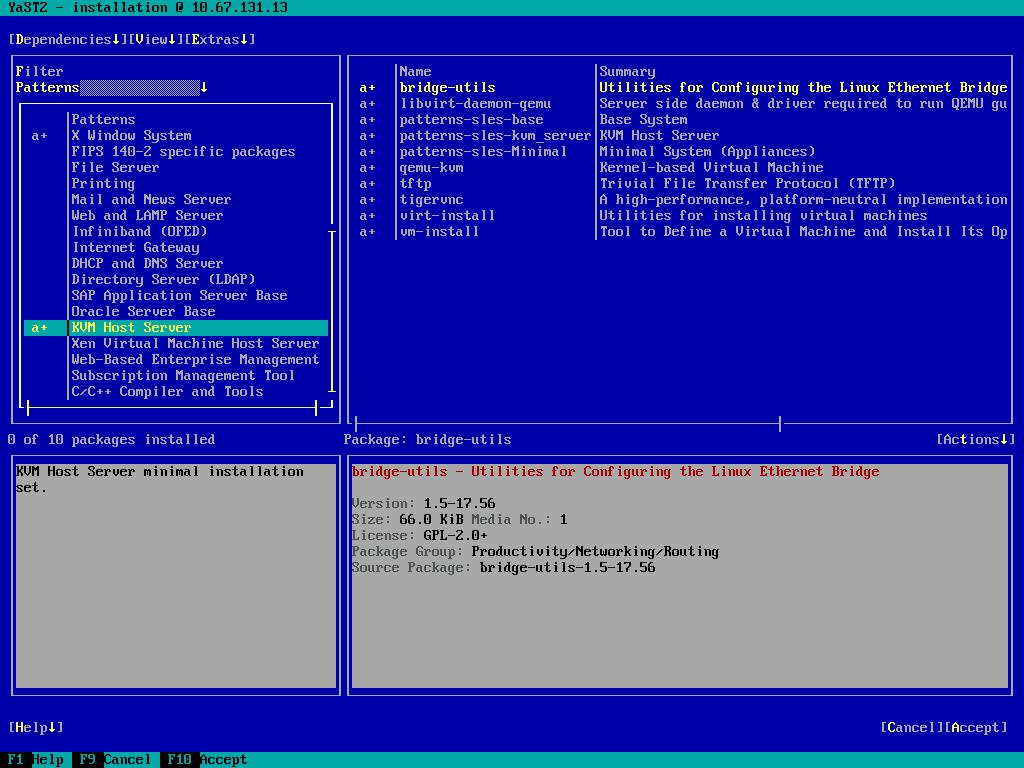 YaST2 - installation @ 10.67.131.13
[Dependencies↓][View↓][Extras↓]
Filter
Patterns ↓
Patterns
a+ X Window System
FIPS 140-2 specific packages
File Server
Printing
Mail and News Server
Web and LAMP Server
Infiniband (OFED)
Internet Gateway
DHCP and DNS Server
Directory Server (LDAP)
SAP Application Server Base
Oracle Server Base
a+ KVM Host Server
Xen Virtual Machine Host Server
Web-Based Enterprise Management
Subscription Management Tool
C/C++ Compiler and Tools
Name Summary
a+ bridge-utils Utilities for Configuring the Linux Ethernet Bridge
a+ libvirt-daemon-qemu Server side daemon & driver required to run QEMU gu
a+ patterns-sles-base Base System
a+ patterns-sles-kvm_server KVM Host Server
a+ patterns-sles-Minimal Minimal System (Appliances)
a+ qemu-kvm Kernel-based Virtual Machine
a+ tftp Trivial File Transfer Protocol (TFTP)
a+ tigervnc A high-performance, platform-neutral implementation
a+ virt-install Utilities for installing virtual machines
a+ vm-install Tool to Define a Virtual Machine and Install Its Op
0 of 10 packages installed
Package: bridge-utils
[Actions↓]
KVM Host Server minimal installation
set.
bridge-utils - Utilities for Configuring the Linux Ethernet Bridge
Version: 1.5-17.56
Size: 66.0 KiB Media No.: 1
License: GPL-2.0+
Package Group: Productivity/Networking/Routing
Source Package: bridge-utils-1.5-17.56
[Help↓]
[Cancel][Accept]
F1 Help F9 Cancel F10 Accept